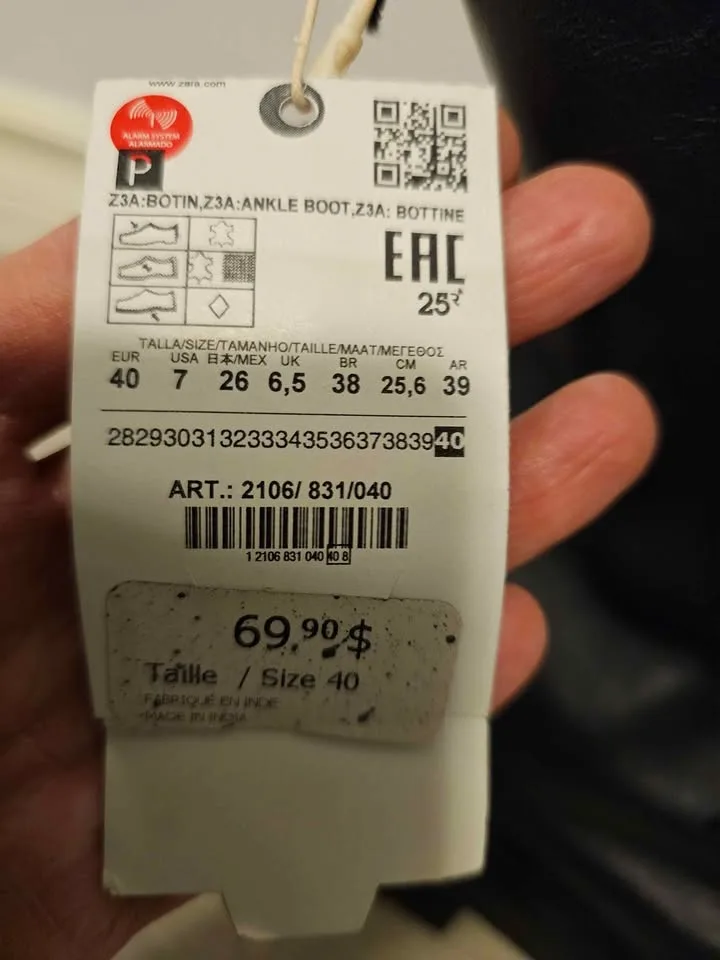 www.zara.com
ALARM SYSTEM
ALARMADO
P
Z3A:BOTIN,Z3A:ANKLE BOOT,Z3A: BOTTINE
EAC
25
TALLA/SIZE/TAMANHO/TAILLE/MAAT/ΜΕΓΕΘΟΣ
EUR USA 日本/MEX UK BR CM AR
40 7 26 6,5 38 25,6 39
28293031323334353637383940
ART.: 2106/ 831/040
1 2106 831 040 40 8
69,90 $
Taille / Size 40
FABRIQUÉ EN INDE
MADE IN INDIA